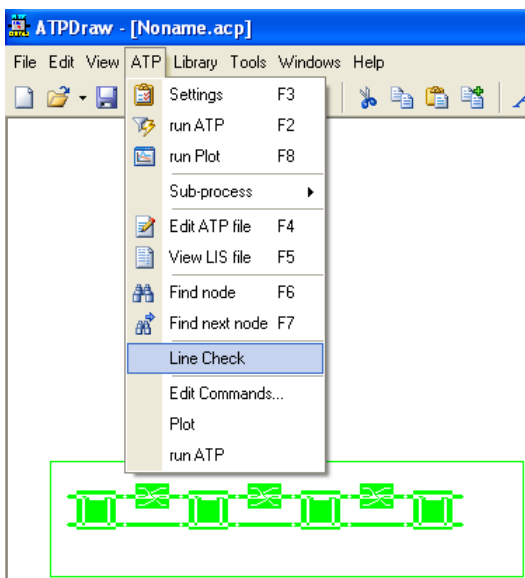 ATPDraw - [Noname.acp]
File Edit View ATP Library Tools Windows Help
Settings F3
run ATP F2
run Plot F8
Sub-process
Edit ATP file F4
View LIS file F5
Find node F6
Find next node F7
Line Check
Edit Commands...
Plot
run ATP